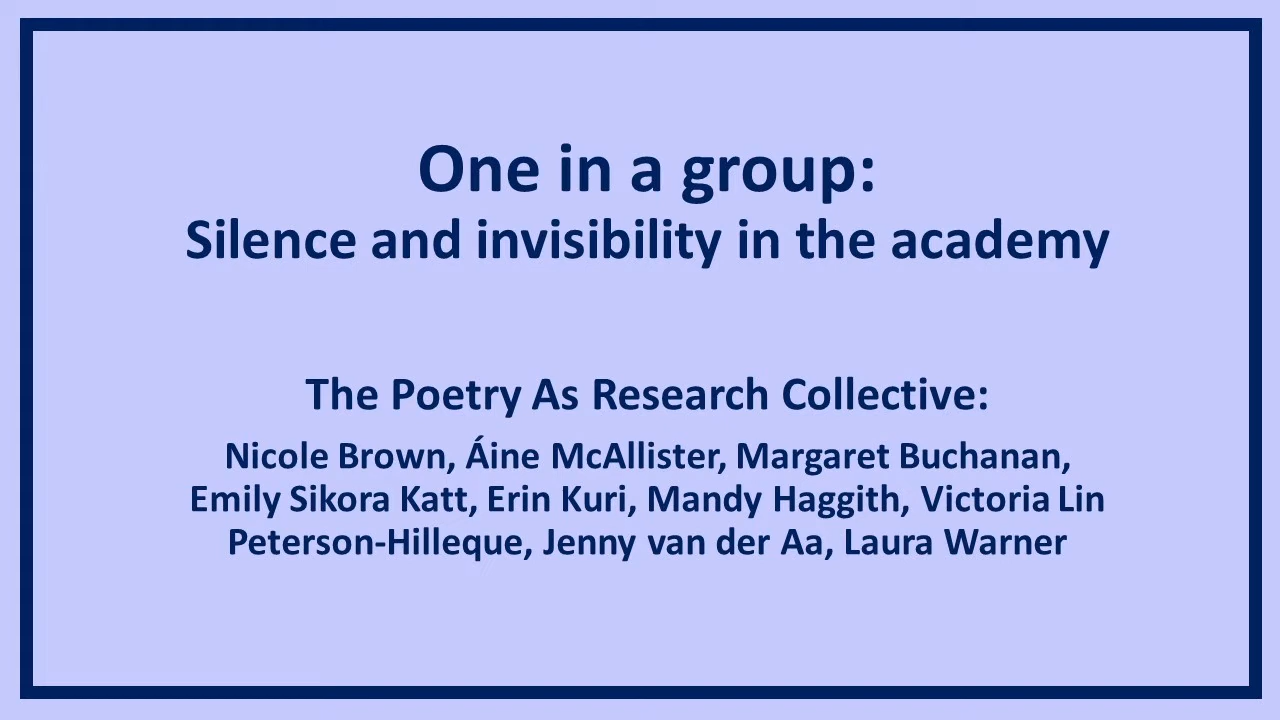 One in a group:
Silence and invisibility in the academy
The Poetry As Research Collective:
Nicole Brown, Áine McAllister, Margaret Buchanan,
Emily Sikora Katt, Erin Kuri, Mandy Haggith, Victoria Lin
Peterson-Hilleque, Jenny van der Aa, Laura Warner